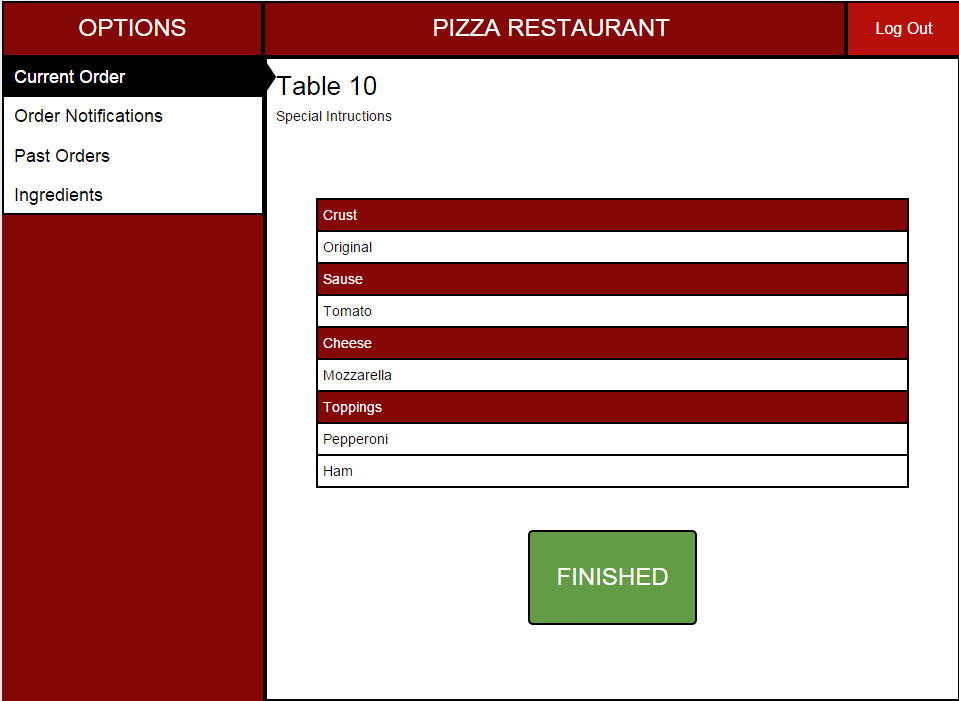 OPTIONS
PIZZA RESTAURANT
Log Out
Current Order
Order Notifications
Past Orders
Ingredients
Table 10
Special Intructions
Crust
Original
Sause
Tomato
Cheese
Mozzarella
Toppings
Pepperoni
Ham
FINISHED